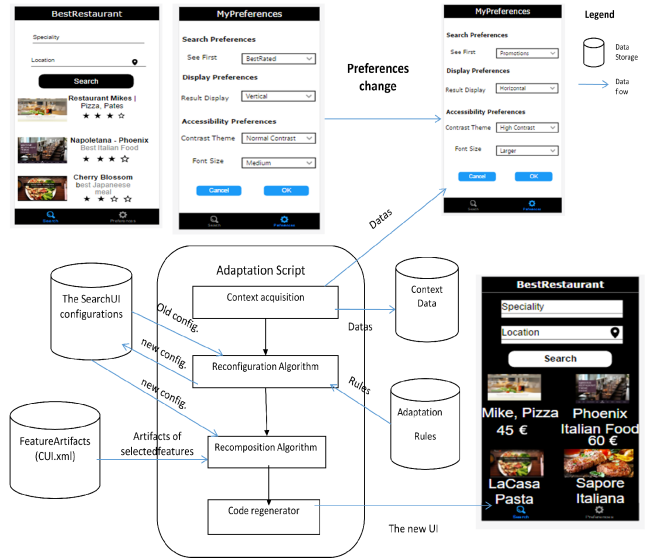 BestRestaurant
Speciality
Location
Search
Restaurant Mikes |
Pizza, Pates
Napoletana - Phoenix
Best Italian Food
Cherry Blossom
best Japaneese
meal
Search
Preferences
MyPreferences
Search Preferences
See First
BestRated
Display Preferences
Result Display
Vertical
Accessibility Preferences
Contrast Theme
Normal Contrast
Font Size
Medium
Cancel
OK
Search
Preferences
Preferences
change
MyPreferences
Search Preferences
See First
Promotions
Display Preferences
Result Display
Horizontal
Accessibility Preferences
Contrast Theme
High Contrast
Font Size
Larger
Cancel
OK
Search
Preferences
Legend
Data
Storage
Data
flow
Adaptation Script
Context acquisition
Datas
Datas
Context
Data
The SearchUI
configurations
Old config.
new config.
new config.
Reconfiguration Algorithm
Rules
Adaptation
Rules
FeatureArtifacts
(CUI.xml)
Artifacts of
selectedfeatures
Recomposition Algorithm
Code regenerator
The new UI
BestRestaurant
Speciality
Location
Search
Mike, Pizza
45 €
Phoenix
Italian Food
60 €
LaCasa
Pasta
Sapore
Italiana
Search
Preferences